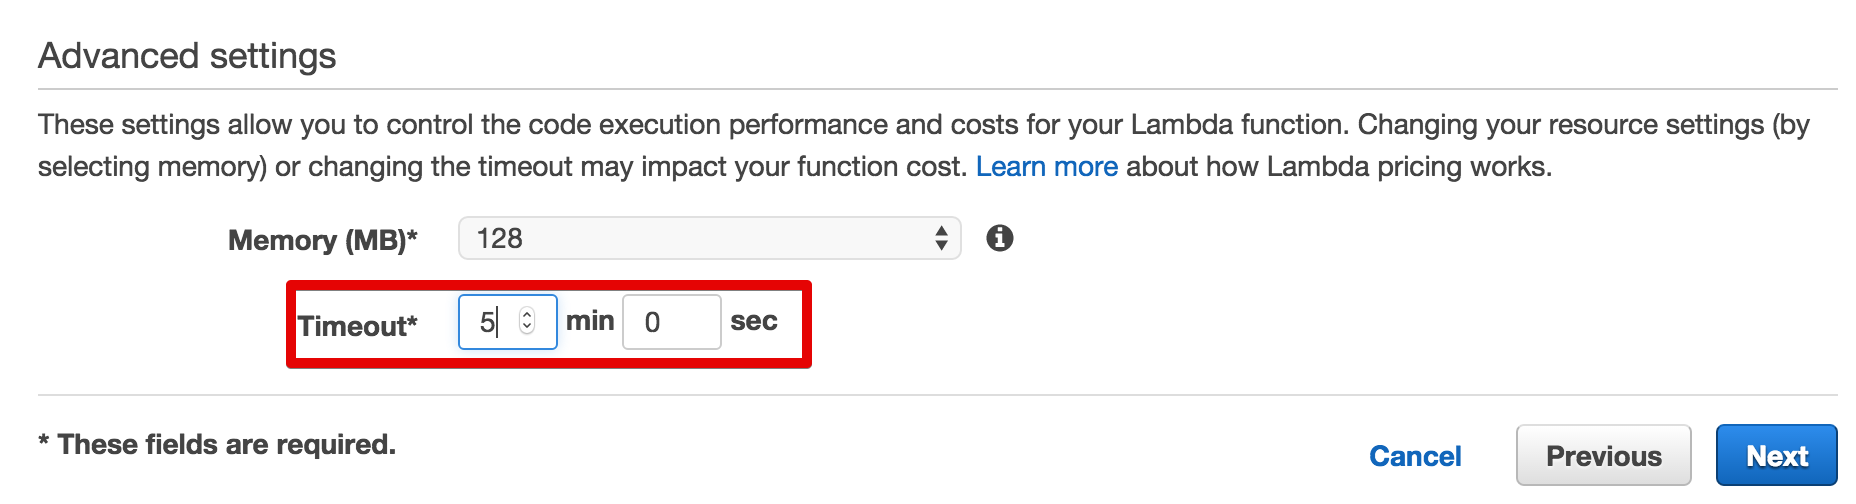 Advanced settings
These settings allow you to control the code execution performance and costs for your Lambda function. Changing your resource settings (by
selecting memory) or changing the timeout may impact your function cost. Learn more about how Lambda pricing works.
Memory (MB)* 128
Timeout* 5 min 0 sec
* These fields are required.
Cancel Previous Next